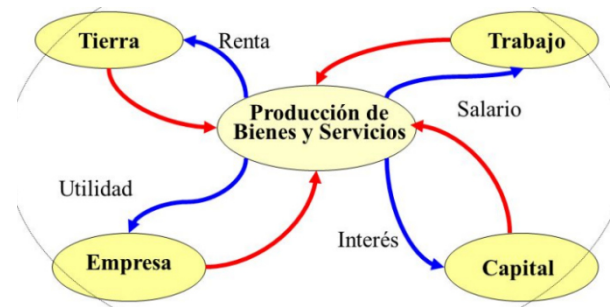 Tierra
Renta
Trabajo
Producción de
Bienes y Servicios
Salario
Utilidad
Interés
Empresa
Capital